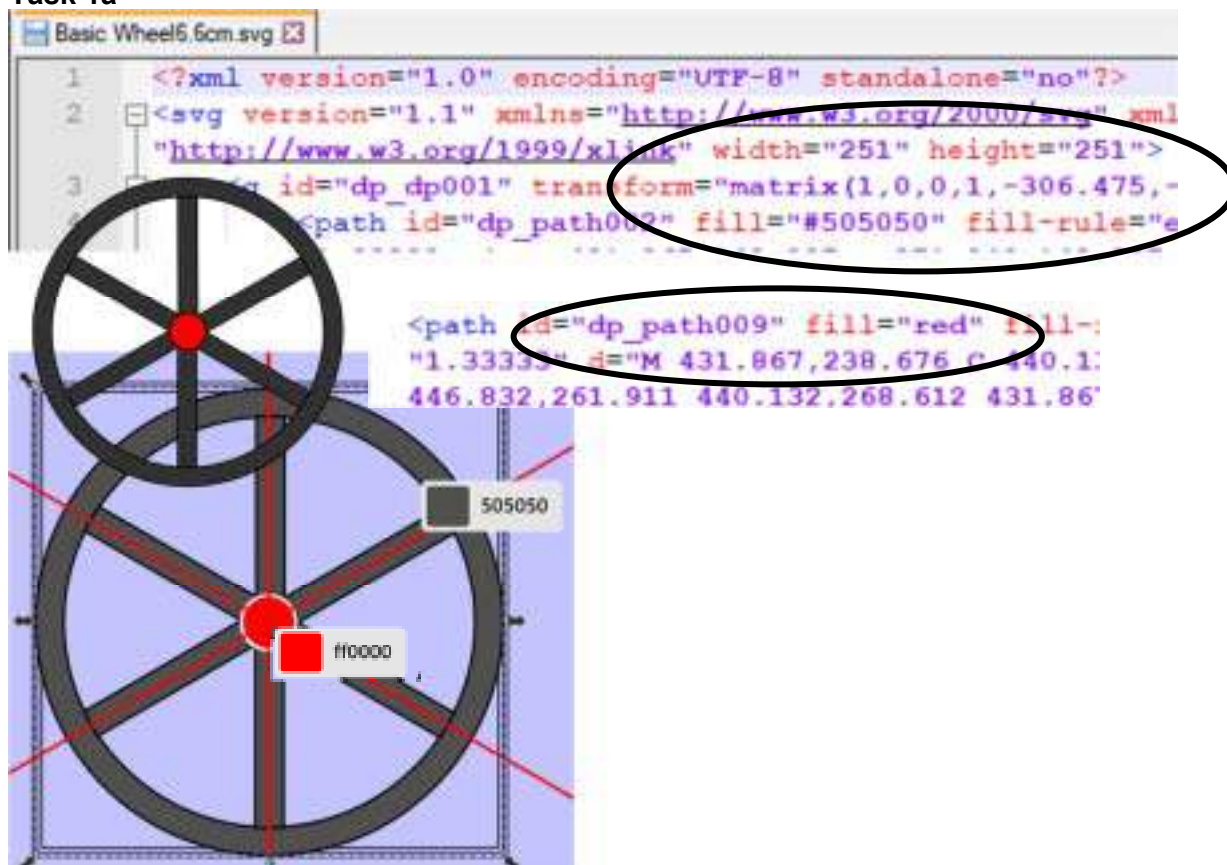 Basic Wheel6.6cm.svg
1 <?xml version="1.0" encoding="UTF-8" standalone="no"?>
2 <svg version="1.1" xmlns="http://www.w3.org/2000/svg" xml
"http://www.w3.org/1999/xlink" width="251" height="251">
3 id="dp_dp001" transform="matrix(1,0,0,1,-306.475,-
<path id="dp_path002" fill="#505050" fill-rule="e
<path id="dp_path009" fill="red" fill-
"1.33333" d="M 431.867,238.676 C 440.1
446.832,261.911 440.132,268.612 431.86
505050
ff0000